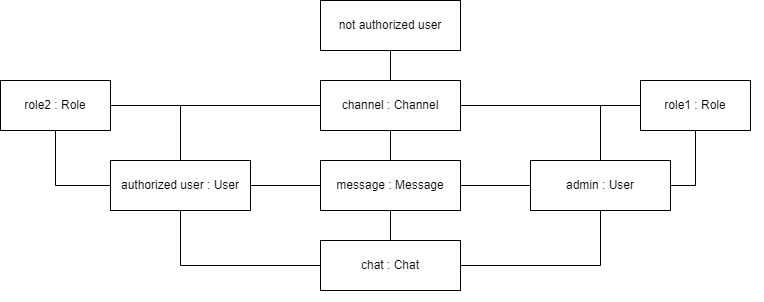 not authorized user
role2 : Role
channel : Channel
role1 : Role
authorized user : User
message : Message
admin : User
chat : Chat